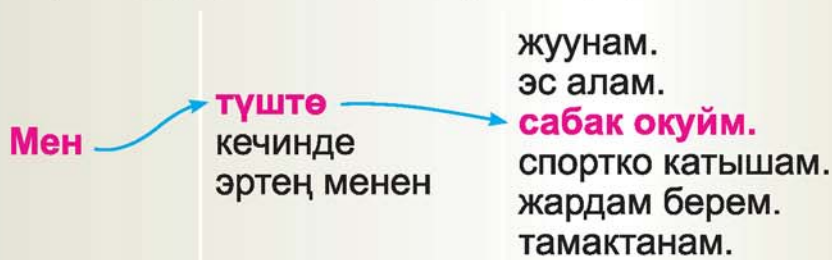 Мен
түштө
кечинде
эртең менен
жуунам.
эс алам.
сабак окуйм.
спортко катышам.
жардам берем.
тамактанам.